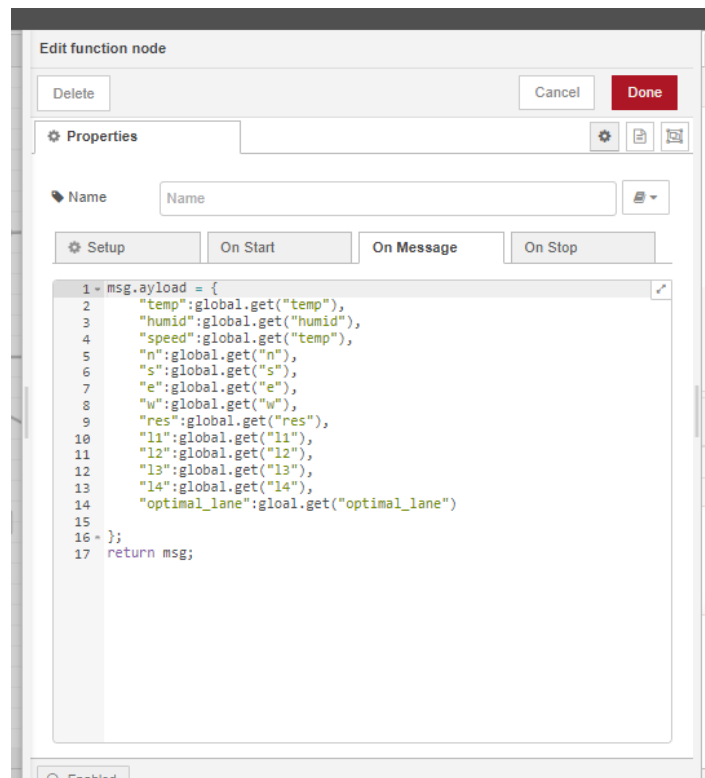 Edit function node
Delete
Cancel
Done
Properties
Name
Name
Setup
On Start
On Message
On Stop
1 msg.ayload = {
2 "temp":global.get("temp"),
3 "humid":global.get("humid"),
4 "speed":global.get("temp"),
5 "n":global.get("n"),
6 "s":global.get("s"),
7 "e":global.get("e"),
8 "w":global.get("w"),
9 "res":global.get("res"),
10 "l1":global.get("l1"),
11 "l2":global.get("l2"),
12 "l3":global.get("l3"),
13 "l4":global.get("l4"),
14 "optimal_lane":gloal.get("optimal_lane")
15
16 };
17 return msg;
Enabled